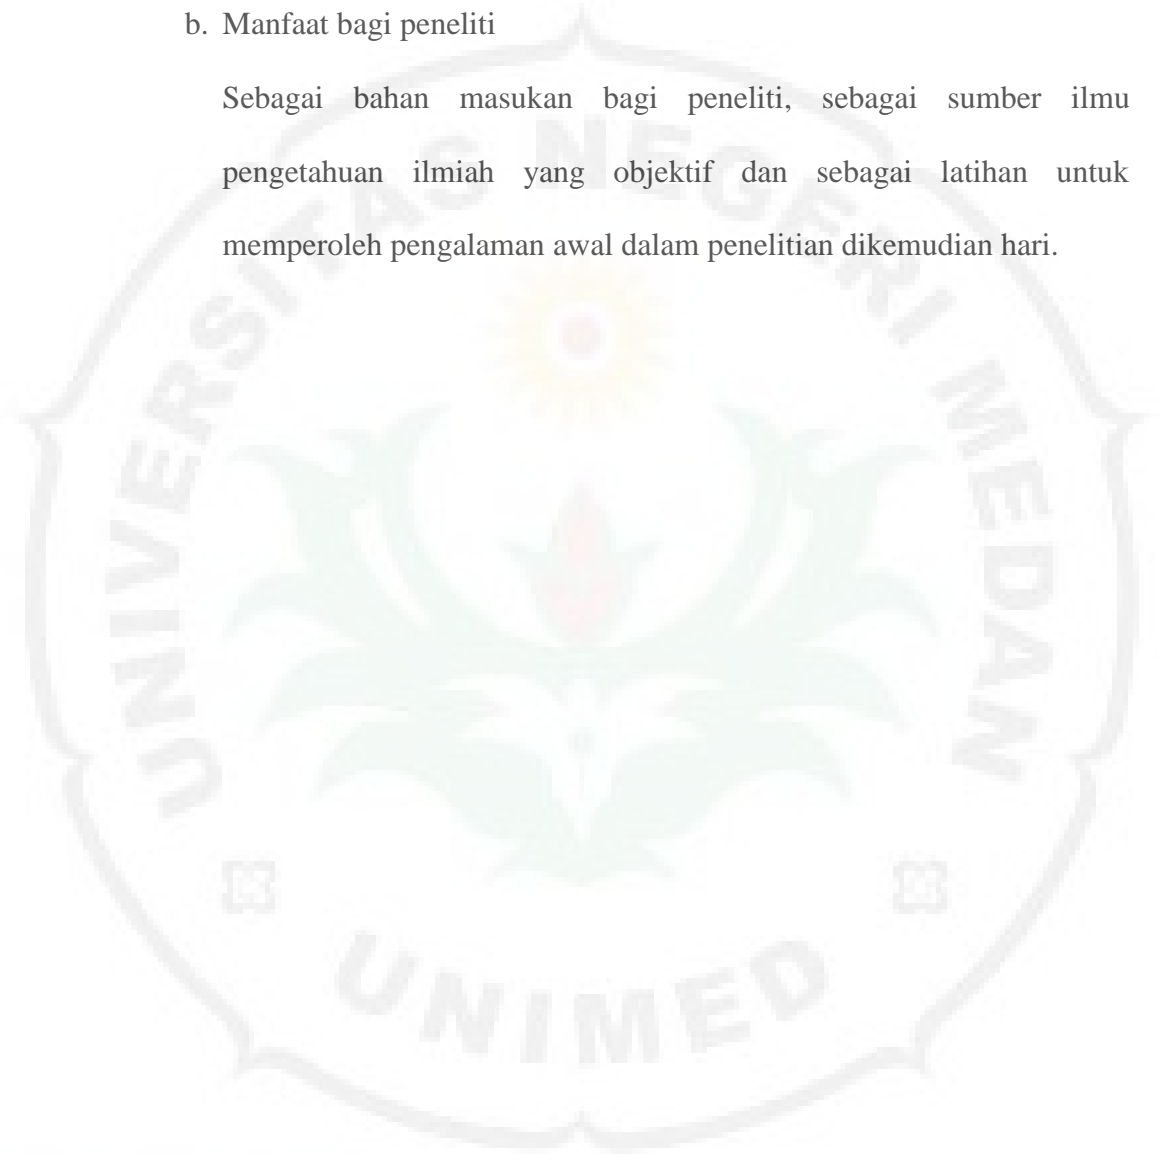 b. Manfaat bagi peneliti
Sebagai bahan masukan bagi peneliti, sebagai sumber ilmu
pengetahuan ilmiah yang objektif dan sebagai latihan untuk
memperoleh pengalaman awal dalam penelitian dikemudian hari.
UNIVERSITAS NEGERI MEDAN
UNIMED